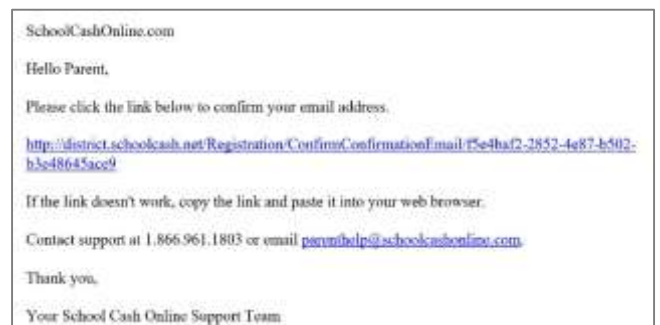 SchoolCashOnline.com
Hello Parent,
Please click the link below to confirm your email address.
http://district.schoolcash.net/Registration/ConfirmConfirmationEmail/f5e4baf2-2852-4e87-b502-
b3e48645ace9
If the link doesn't work, copy the link and paste it into your web browser.
Contact support at 1.866.961.1803 or email parenthelp@schoolcashonline.com.
Thank you,
Your School Cash Online Support Team